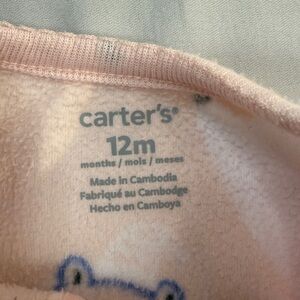 carter's®
12m
months / mois / meses
Made in Cambodia
Fabriqué au Cambodge
Hecho en Camboya